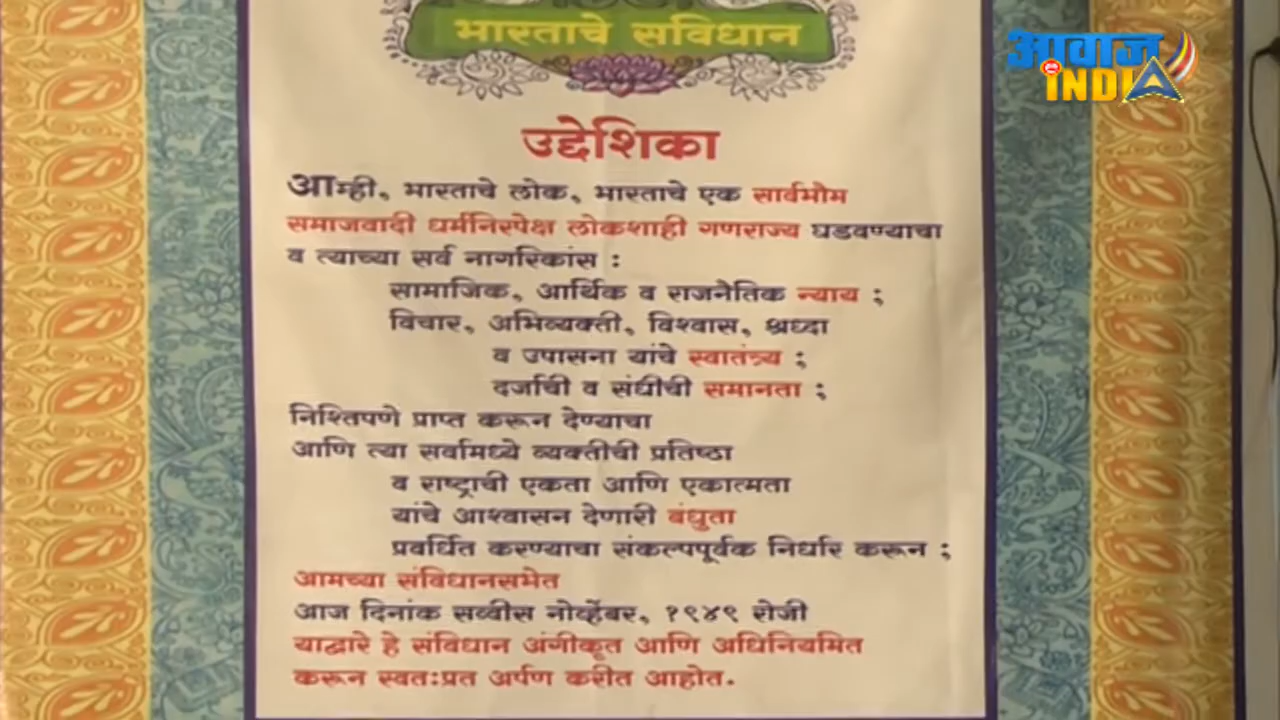 भारताचे सविधान
आवाज
INDIA
उद्देशिका
आम्ही, भारताचे लोक, भारताचे एक सार्वभौम
समाजवादी धर्मनिरपेक्ष लोकशाही गणराज्य घडवण्याचा
व त्याच्या सर्व नागरिकांस :
सामाजिक, आर्थिक व राजनैतिक न्याय ;
विचार, अभिव्यक्ती, विश्वास, श्रध्दा
व उपासना यांचे स्वातंत्र्य ;
दर्जाची व संधीची समानता ;
निश्तिपणे प्राप्त करून देण्याचा
आणि त्या सर्वामध्ये व्यक्तीची प्रतिष्ठा
व राष्ट्राची एकता आणि एकात्मता
यांचे आश्वासन देणारी बंधुता
प्रवर्धित करण्याचा संकल्पपूर्वक निर्धार करून ;
आमच्या संविधानसभेत
आज दिनांक सव्वीस नोव्हेंबर, १९४९ रोजी
याद्वारे हे संविधान अंगीकृत आणि अधिनियमित
करून स्वतःप्रत अर्पण करीत आहोत.